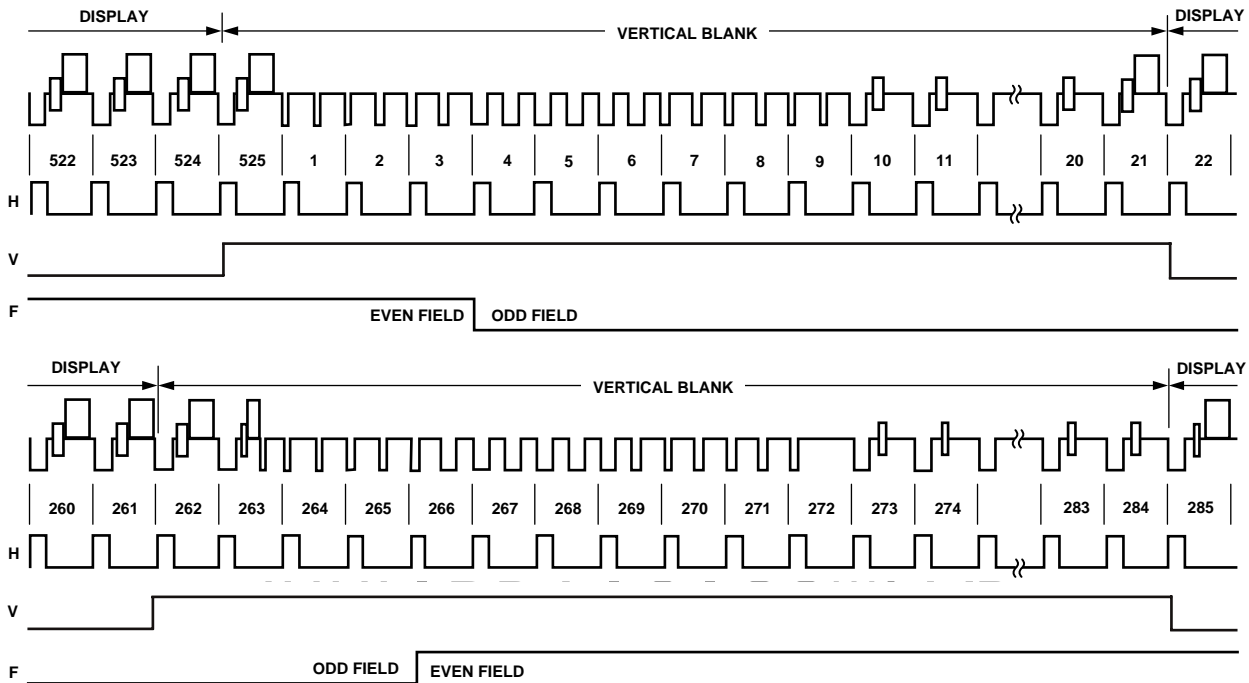 DISPLAY VERTICAL BLANK DISPLAY
522 523 524 525 1 2 3 4 5 6 7 8 9 10 11 20 21 22
H
V
F EVEN FIELD ODD FIELD
DISPLAY VERTICAL BLANK DISPLAY
260 261 262 263 264 265 266 267 268 269 270 271 272 273 274 283 284 285
H
V
F ODD FIELD EVEN FIELD